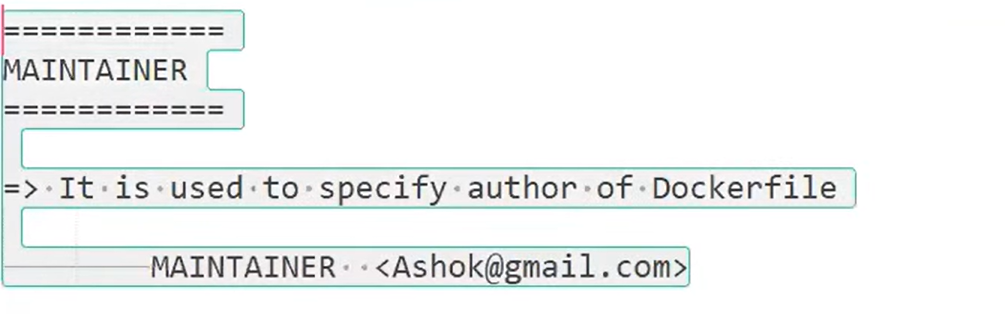 ============
MAINTAINER
============
=> It is used to specify author of Dockerfile
MAINTAINER  <Ashok@gmail.com>